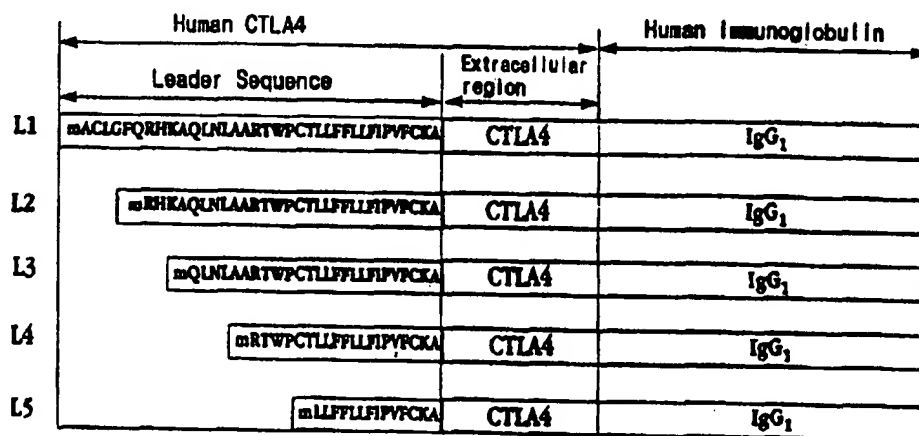 Human CTLA4 Human Immunoglobulin
Leader Sequence Extracellular region
L1 mACLGFQRHKAQLNLAARTWPCTLLFFLLFIPVFCKA CTLA4 IgG₁
L2 mRHKAQLNLAARTWPCTLLFFLLFIPVFCKA CTLA4 IgG₁
L3 mQLNLAARTWPCTLLFFLLFIPVFCKA CTLA4 IgG₁
L4 mRTWPCTLLFFLLFIPVFCKA CTLA4 IgG₁
L5 mLLFFLLFIPVFCKA CTLA4 IgG₁